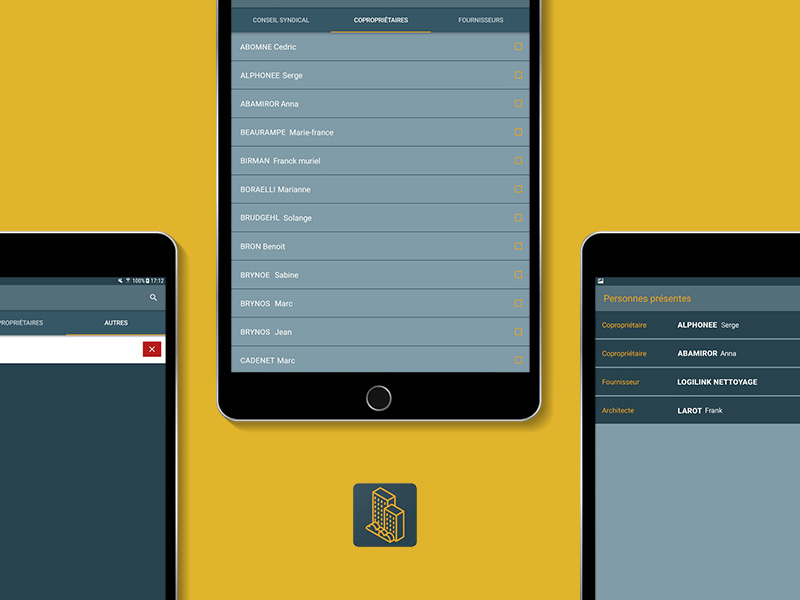 CONSEIL SYNDICAL COPROPRIÉTAIRES FOURNISSEURS
ABOMNE Cedric
ALPHONEE Serge
ABAMIROR Anna
BEAURAMPE Marie-france
BIRMAN Franck muriel
BORAELLI Marianne
BRUDGEHL Solange
BRON Benoit
BRYNOE Sabine
BRYNOS Marc
BRYNOS Jean
CADENET Marc
100% 17:12
PROPRIÉTAIRES AUTRES
Personnes présentes
Copropriétaire ALPHONEE Serge
Copropriétaire ABAMIROR Anna
Fournisseur LOGILINK NETTOYAGE
Architecte LAROT Frank